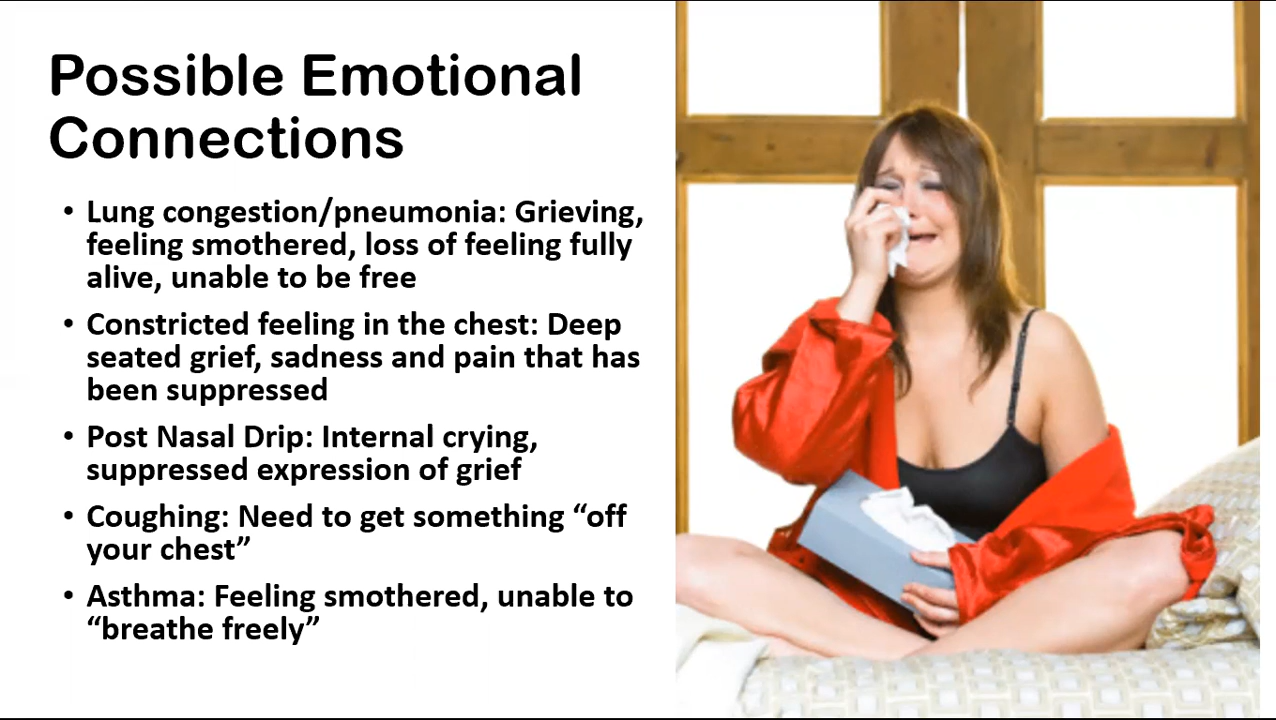 Possible Emotional
Connections
• Lung congestion/pneumonia: Grieving,
feeling smothered, loss of feeling fully
alive, unable to be free
• Constricted feeling in the chest: Deep
seated grief, sadness and pain that has
been suppressed
• Post Nasal Drip: Internal crying,
suppressed expression of grief
• Coughing: Need to get something “off
your chest”
• Asthma: Feeling smothered, unable to
“breathe freely”